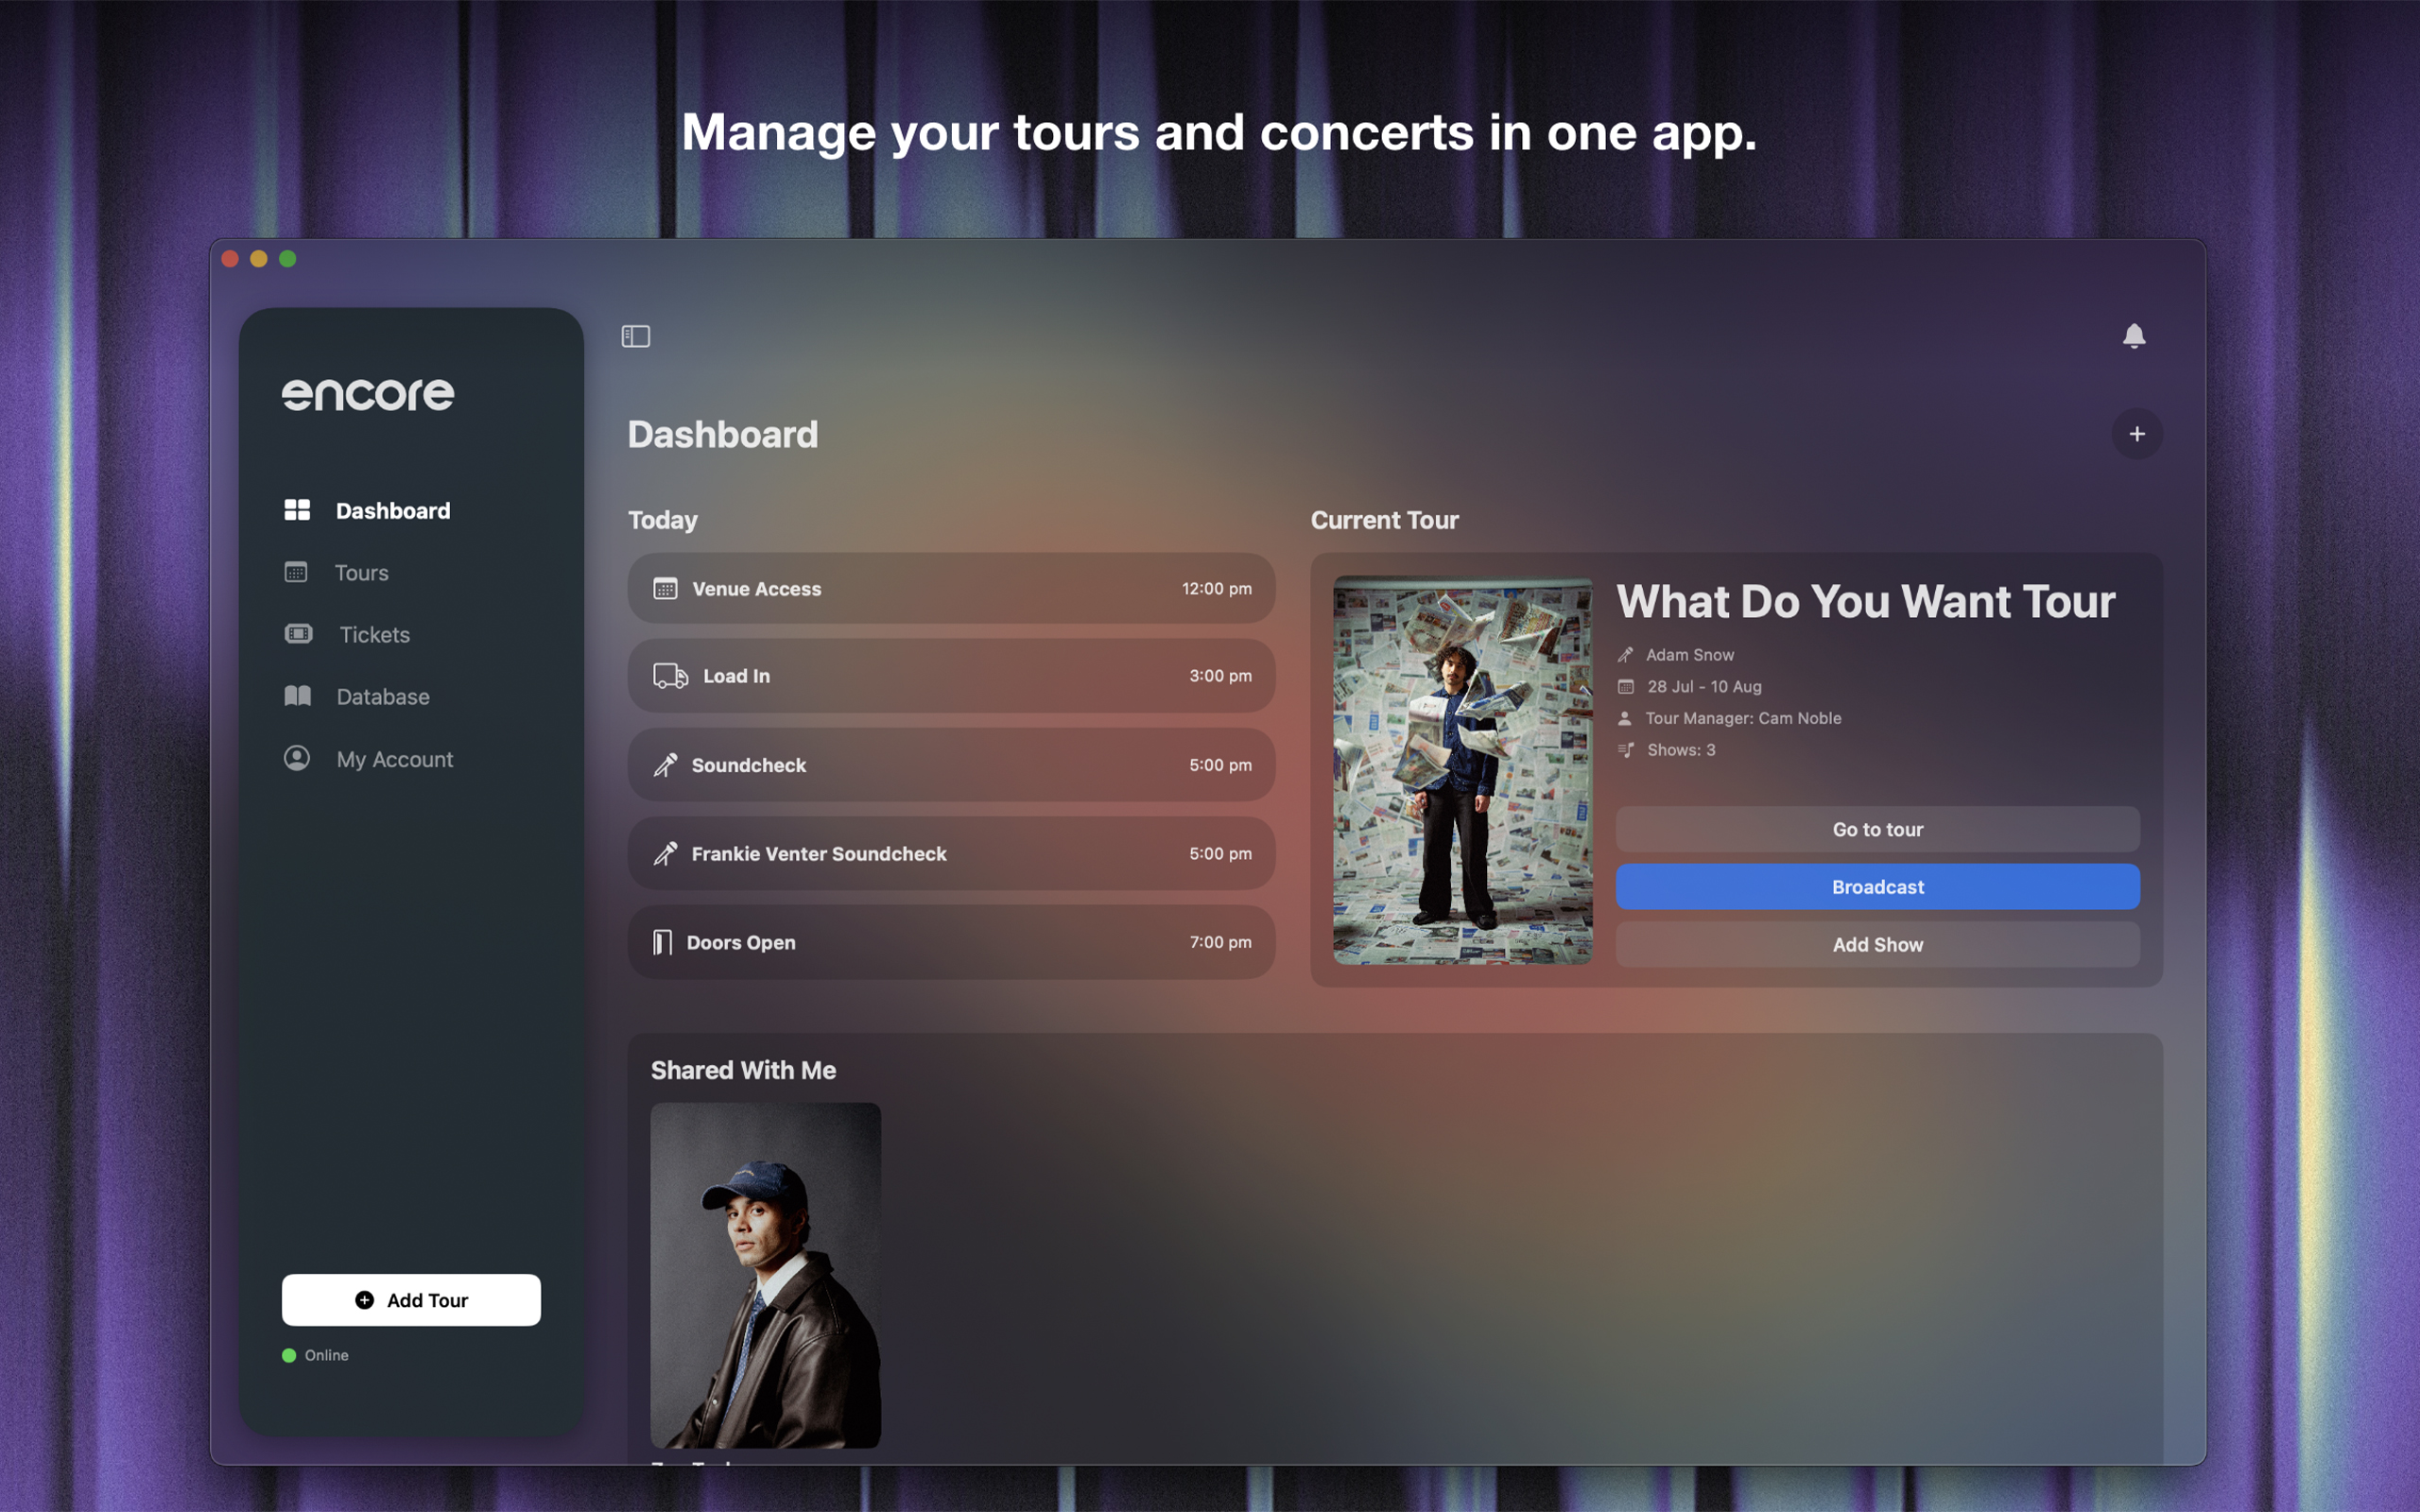 Manage your tours and concerts in one app.
encore
Dashboard
Tours
Tickets
Database
My Account
Add Tour
Online
Dashboard
Today
Venue Access 12:00 pm
Load In 3:00 pm
Soundcheck 5:00 pm
Frankie Venter Soundcheck 5:00 pm
Doors Open 7:00 pm
Current Tour
What Do You Want Tour
Adam Snow
28 Jul - 10 Aug
Tour Manager: Cam Noble
Shows: 3
Go to tour
Broadcast
Add Show
Shared With Me